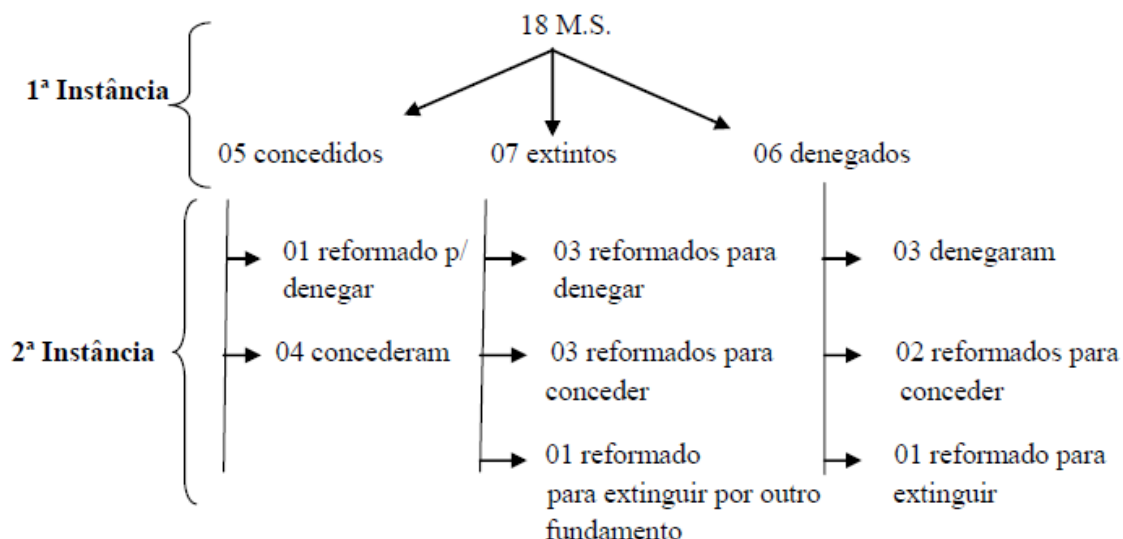 18 M.S.
1ª Instância
05 concedidos
07 extintos
06 denegados
2ª Instância
01 reformado p/
denegar
04 concederam
03 reformados para
denegar
03 reformados para
conceder
01 reformado
para extinguir por outro
fundamento
03 denegaram
02 reformados para
conceder
01 reformado para
extinguir